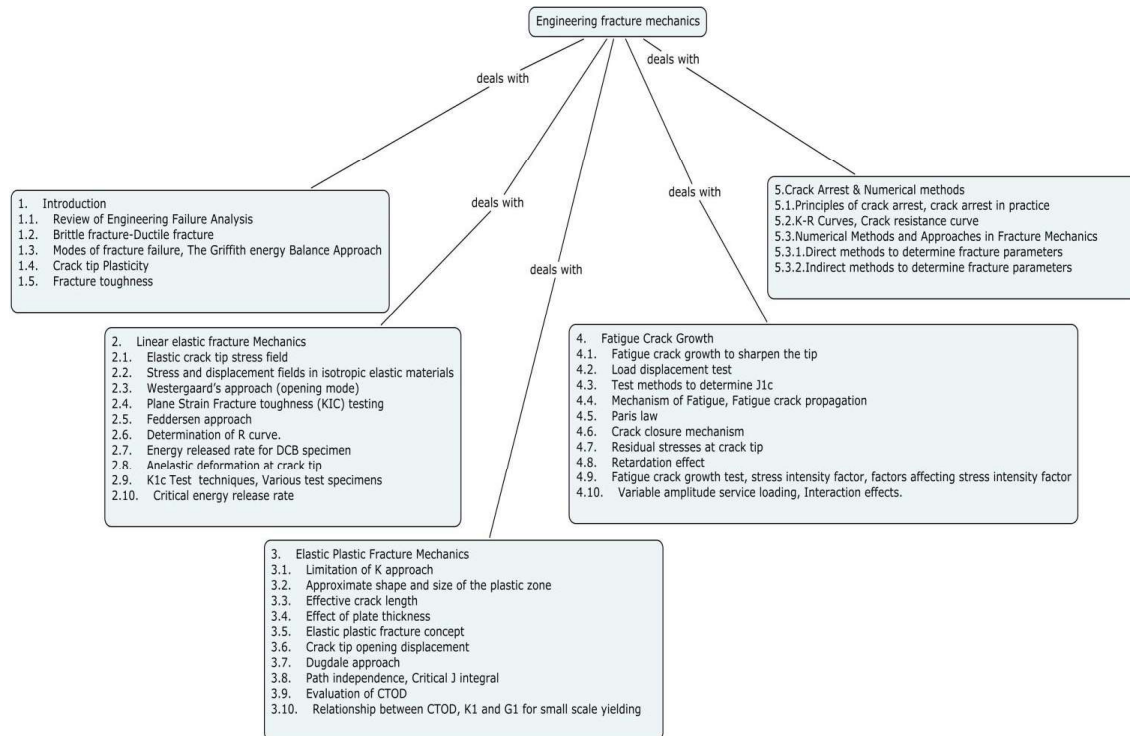 Engineering fracture mechanics
deals with
deals with
deals with
deals with
deals with
1. Introduction
1.1. Review of Engineering Failure Analysis
1.2. Brittle fracture-Ductile fracture
1.3. Modes of fracture failure, The Griffith energy Balance Approach
1.4. Crack tip Plasticity
1.5. Fracture toughness
2. Linear elastic fracture Mechanics
2.1. Elastic crack tip stress field
2.2. Stress and displacement fields in isotropic elastic materials
2.3. Westergaard's approach (opening mode)
2.4. Plane Strain Fracture toughness (KIC) testing
2.5. Feddersen approach
2.6. Determination of R curve.
2.7. Energy released rate for DCB specimen
2.8. Anelastic deformation at crack tip
2.9. K1c Test techniques, Various test specimens
2.10. Critical energy release rate
3. Elastic Plastic Fracture Mechanics
3.1. Limitation of K approach
3.2. Approximate shape and size of the plastic zone
3.3. Effective crack length
3.4. Effect of plate thickness
3.5. Elastic plastic fracture concept
3.6. Crack tip opening displacement
3.7. Dugdale approach
3.8. Path independence, Critical J integral
3.9. Evaluation of CTOD
3.10. Relationship between CTOD, K1 and G1 for small scale yielding
4. Fatigue Crack Growth
4.1. Fatigue crack growth to sharpen the tip
4.2. Load displacement test
4.3. Test methods to determine J1c
4.4. Mechanism of Fatigue, Fatigue crack propagation
4.5. Paris law
4.6. Crack closure mechanism
4.7. Residual stresses at crack tip
4.8. Retardation effect
4.9. Fatigue crack growth test, stress intensity factor, factors affecting stress intensity factor
4.10. Variable amplitude service loading, Interaction effects.
5.Crack Arrest & Numerical methods
5.1.Principles of crack arrest, crack arrest in practice
5.2.K-R Curves, Crack resistance curve
5.3.Numerical Methods and Approaches in Fracture Mechanics
5.3.1.Direct methods to determine fracture parameters
5.3.2.Indirect methods to determine fracture parameters